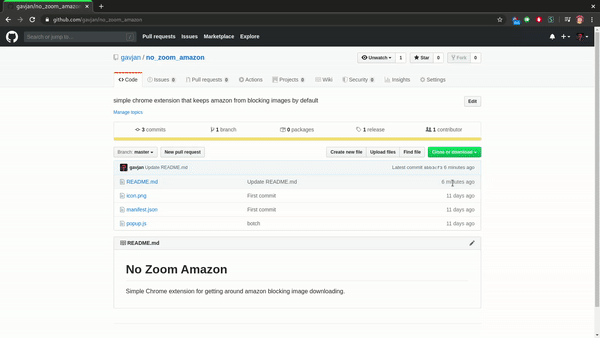 gavjan/no_zoom_amazon
github.com/gavjan/no_zoom_amazon
Search or jump to...
Pull requests Issues Marketplace Explore
gavjan / no_zoom_amazon
Unwatch 1 Star 0 Fork 0
Code Issues 0 Pull requests 0 Actions Projects 0 Wiki Security 0 Insights Settings
simple chrome extension that keeps amazon from blocking images by default
Edit
Manage topics
3 commits 1 branch 0 packages 1 release 1 contributor
Branch: master New pull request Create new file Upload files Find file Clone or download
gavjan Update README.md
Latest commit 6 minutes ago
README.md Update README.md 6 minutes ago
icon.png First commit 11 days ago
manifest.json First commit 11 days ago
popup.js botch 11 days ago
README.md
No Zoom Amazon
Simple Chrome extension for getting around amazon blocking image downloading.